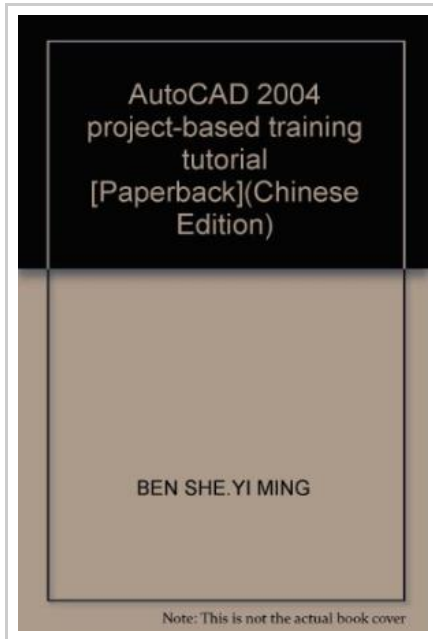 AutoCAD 2004
project-based training
tutorial
[Paperback](Chinese
Edition)
BEN SHE.YI MING
Note: This is not the actual book cover